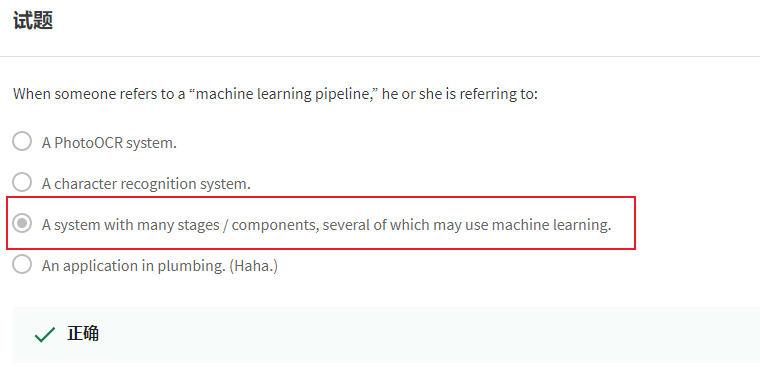 试题
When someone refers to a “machine learning pipeline,” he or she is referring to:
A PhotoOCR system.
A character recognition system.
A system with many stages / components, several of which may use machine learning.
An application in plumbing. (Haha.)
正确